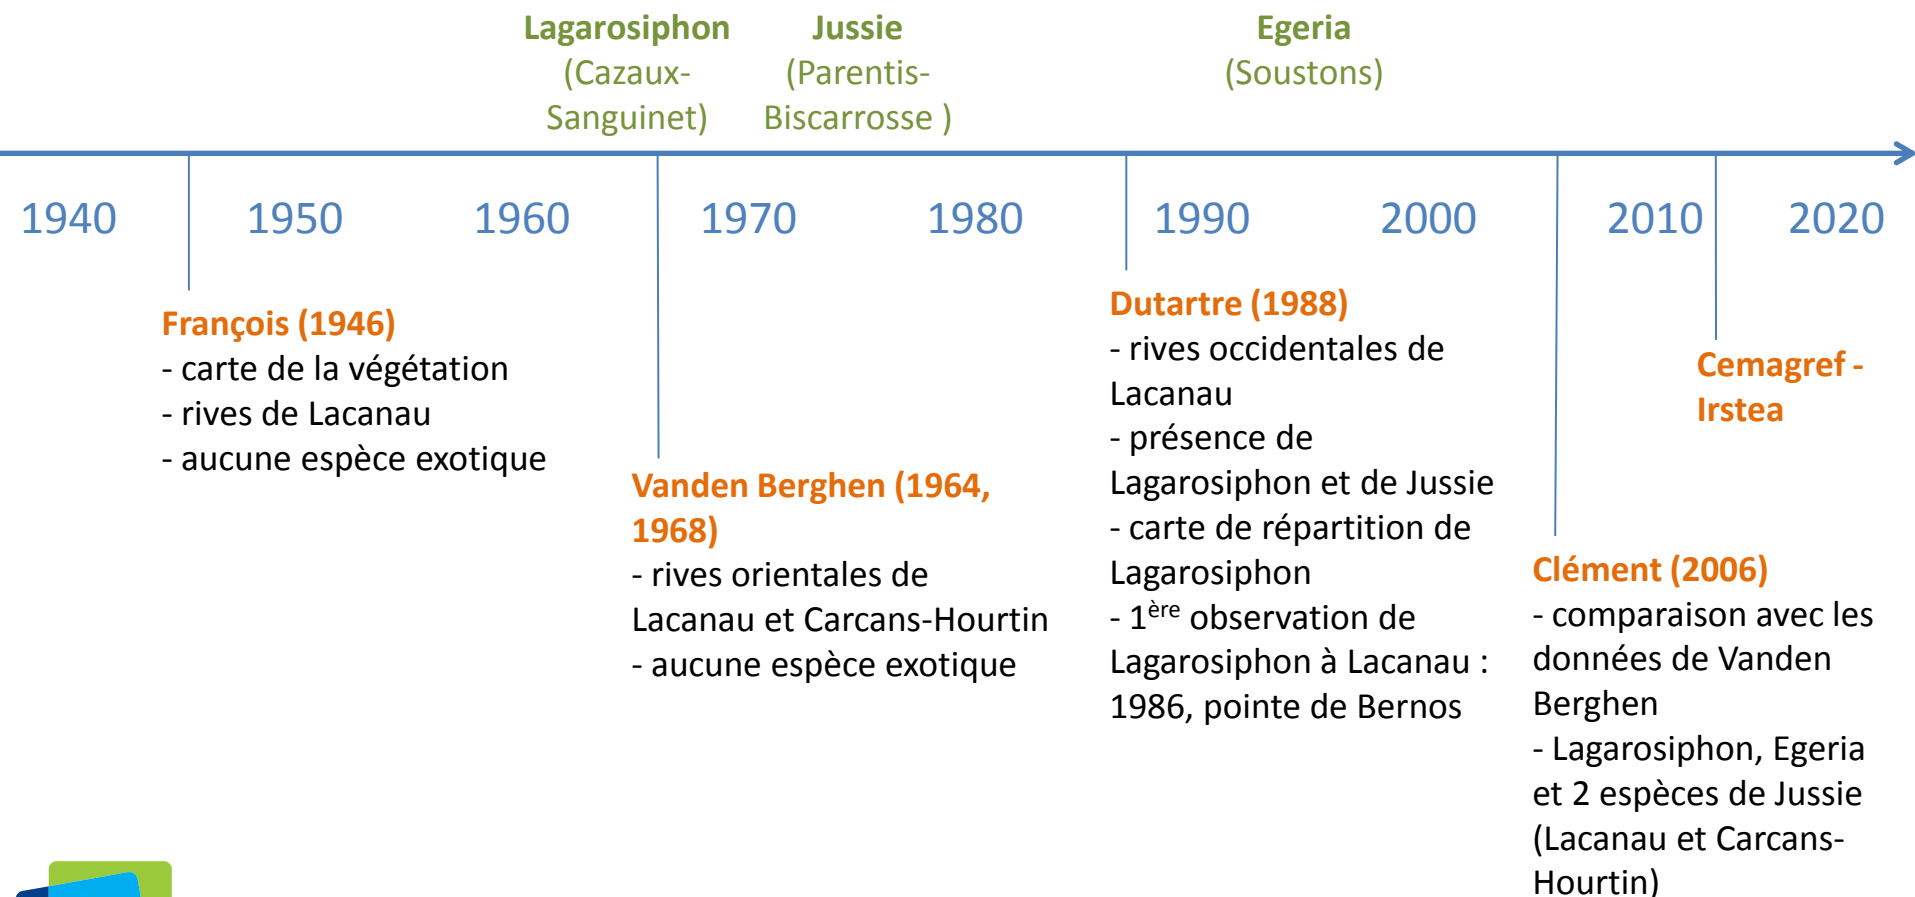 Lagarosiphon
(Cazaux-
Sanguinet)
Jussie
(Parentis-
Biscarrosse )
Egeria
(Soustons)
1940 1950 1960 1970 1980 1990 2000 2010 2020
François (1946)
- carte de la végétation
- rives de Lacanau
- aucune espèce exotique
Vanden Berghen (1964,
1968)
- rives orientales de
Lacanau et Carcans-Hourtin
- aucune espèce exotique
Dutartre (1988)
- rives occidentales de
Lacanau
- présence de
Lagarosiphon et de Jussie
- carte de répartition de
Lagarosiphon
- 1ère observation de
Lagarosiphon à Lacanau :
1986, pointe de Bernos
Clément (2006)
- comparaison avec les
données de Vanden
Berghen
- Lagarosiphon, Egeria
et 2 espèces de Jussie
(Lacanau et Carcans-
Hourtin)
Cemagref -
Irstea